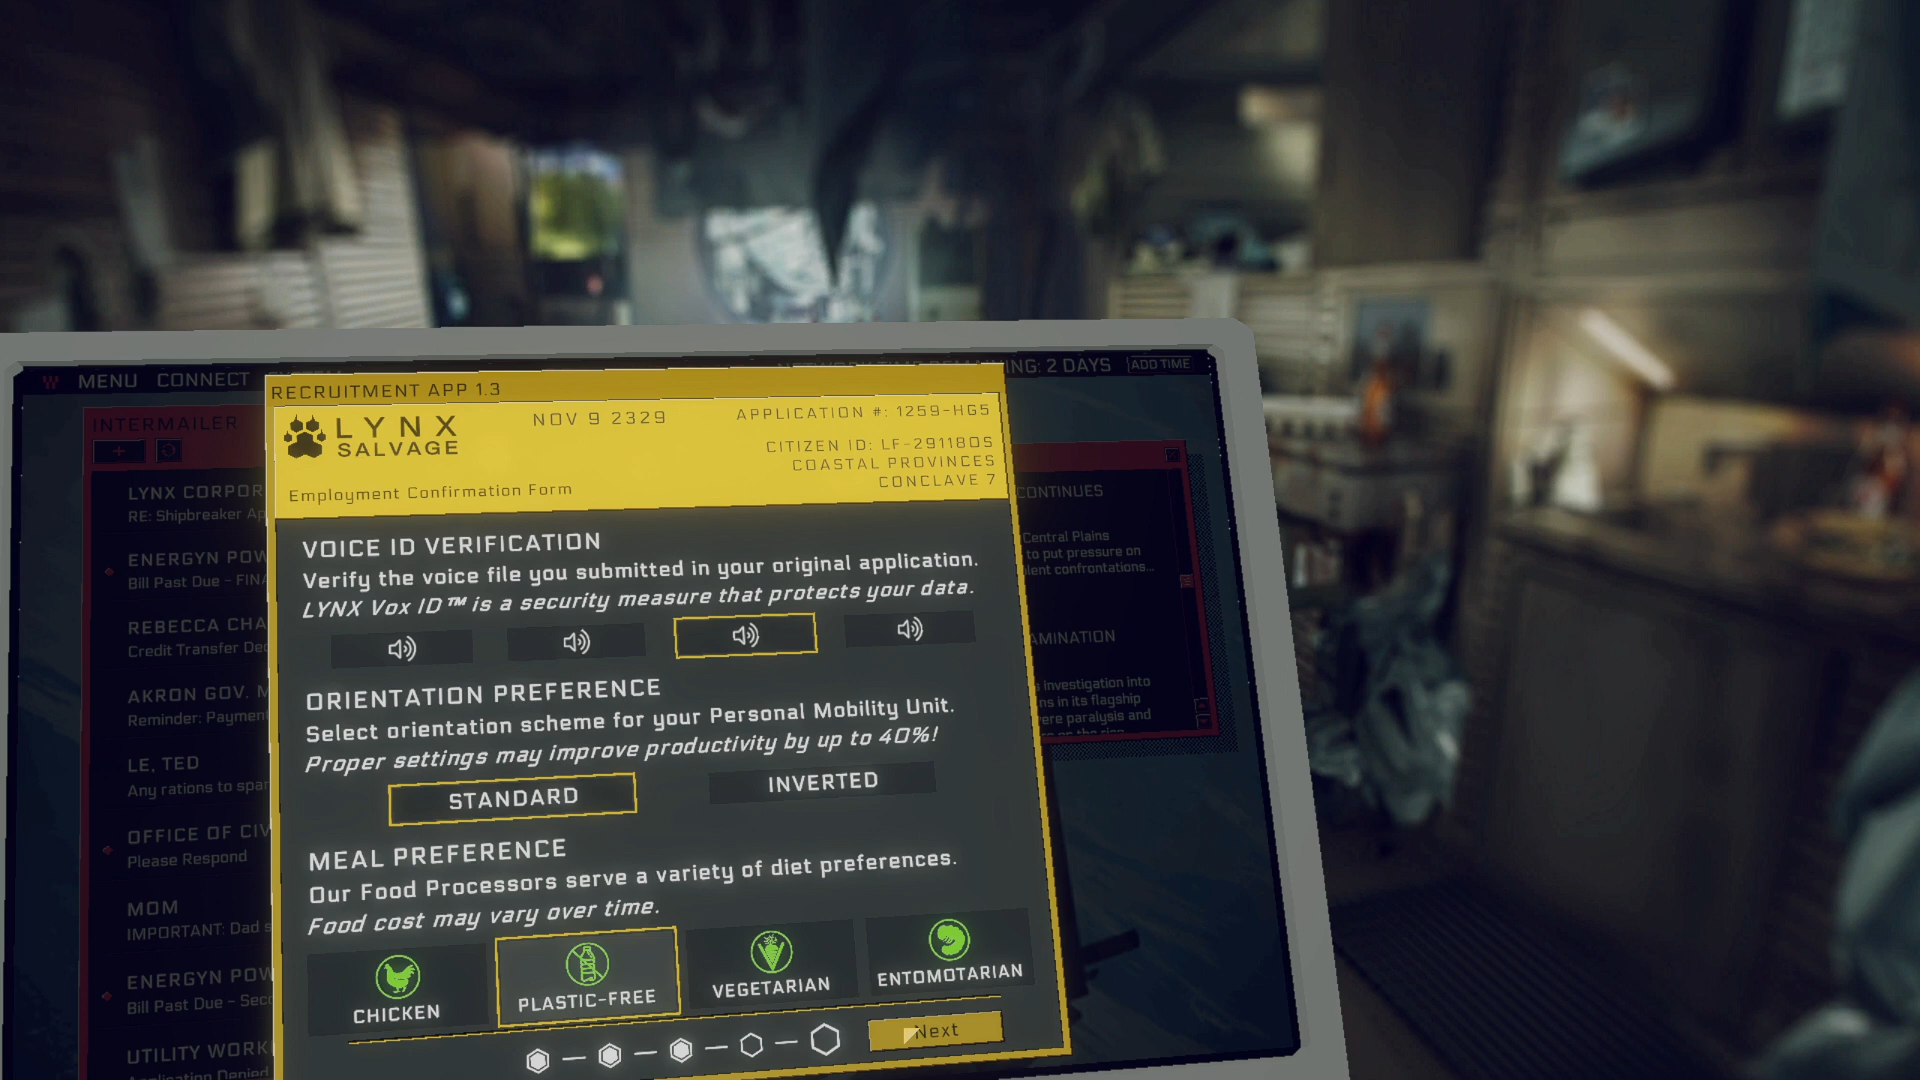 MENU CONNECT
ING: 2 DAYS
ADD TIME
INTERMAILER
LYNX CORPOR
RE: Shipbreaker Ap
ENERGYN POW
Bill Past Due - FINA
REBECCA CHA
Credit Transfer Dec
AKRON GOV. M
Reminder: Paymen
LE, TED
Any rations to spar
OFFICE OF CIV
Please Respond
MOM
IMPORTANT: Dad s
ENERGYN POW
Bill Past Due - Sec
UTILITY WORK
Application Denied
RECRUITMENT APP 1.3
LYNX
SALVAGE
NOV 9 2329
APPLICATION #: 1259-HG5
CITIZEN ID: LF-29118OS
COASTAL PROVINCES
CONCLAVE 7
Employment Confirmation Form
VOICE ID VERIFICATION
Verify the voice file you submitted in your original application.
LYNX Vox ID™ is a security measure that protects your data.
ORIENTATION PREFERENCE
Select orientation scheme for your Personal Mobility Unit.
Proper settings may improve productivity by up to 40%!
STANDARD
INVERTED
MEAL PREFERENCE
Our Food Processors serve a variety of diet preferences.
Food cost may vary over time.
CHICKEN
PLASTIC-FREE
VEGETARIAN
ENTOMOTARIAN
Next
CONTINUES
Central Plains
to put pressure on
lent confrontations...
AMINATION
investigation into
ns in its flagship
ere paralysis and